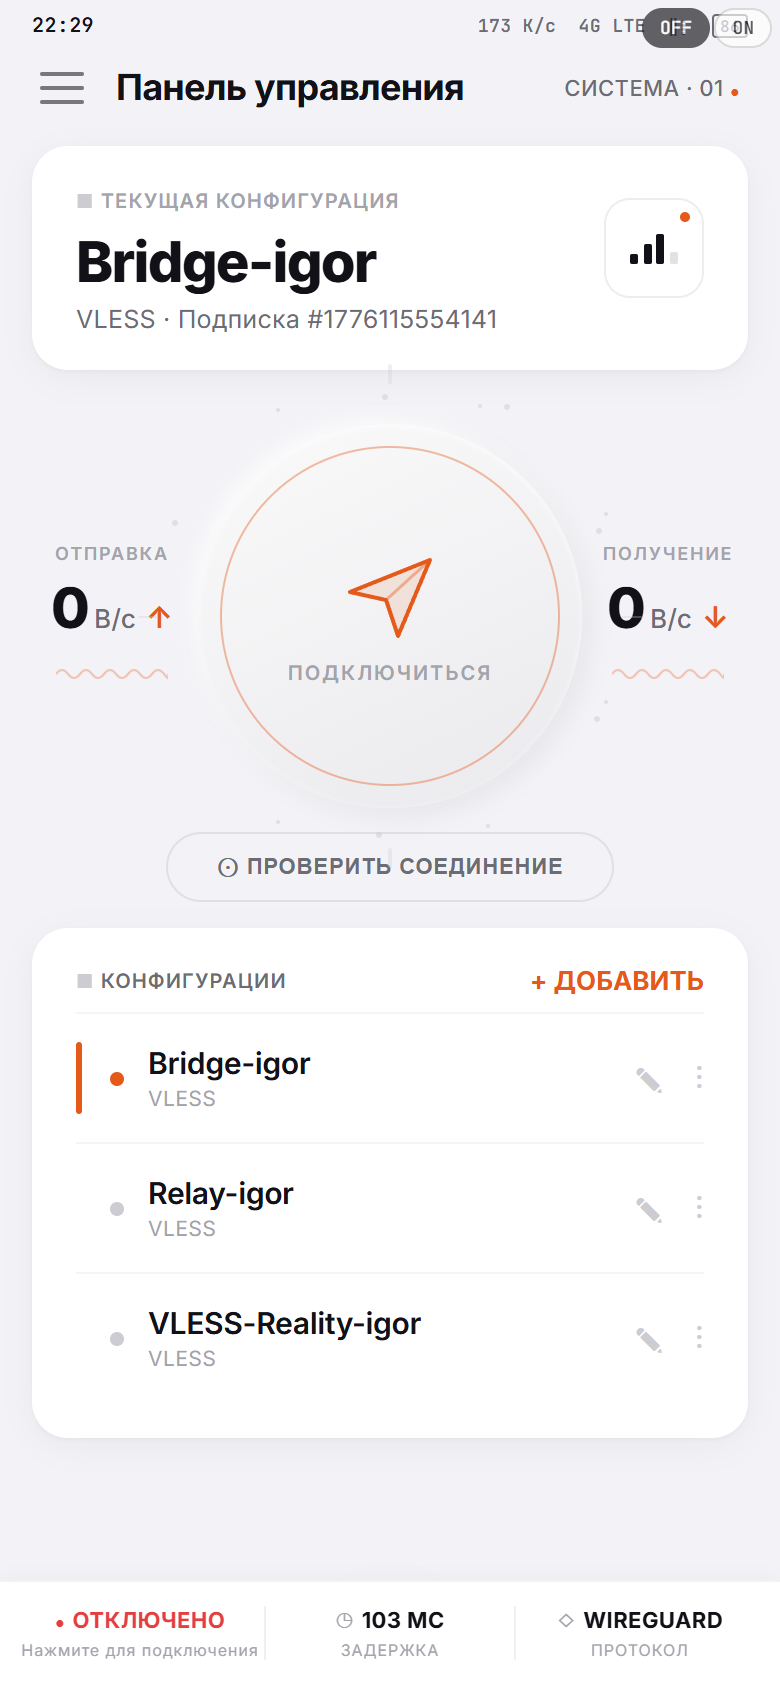 22:29
173 K/c 4G LTE OFF ON
Панель управления
СИСТЕМА · 01
ТЕКУЩАЯ КОНФИГУРАЦИЯ
Bridge-igor
VLESS · Подписка #1776115554141
ОТПРАВКА
0 B/c ↑
ПОЛУЧЕНИЕ
0 B/c ↓
ПОДКЛЮЧИТЬСЯ
ПРОВЕРИТЬ СОЕДИНЕНИЕ
КОНФИГУРАЦИИ
+ ДОБАВИТЬ
Bridge-igor
VLESS
Relay-igor
VLESS
VLESS-Reality-igor
VLESS
ОТКЛЮЧЕНО
Нажмите для подключения
103 МС
ЗАДЕРЖКА
WIREGUARD
ПРОТОКОЛ